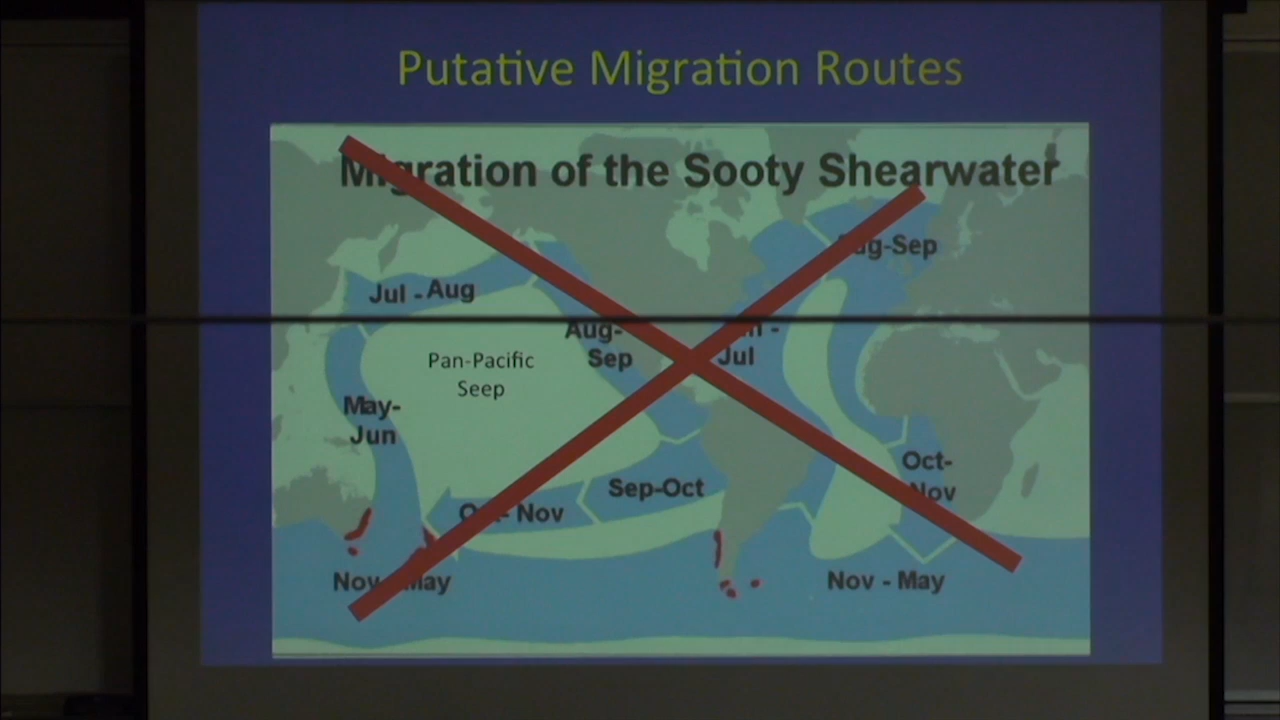 Putative Migration Routes
Migration of the Sooty Shearwater
Aug-Sep
Jul - Aug
Aug-
Sep
Jul
Pan-Pacific
Seep
May-
Jun
Oct-
Nov
Sep-Oct
Oct - Nov
Nov - May
Nov - May